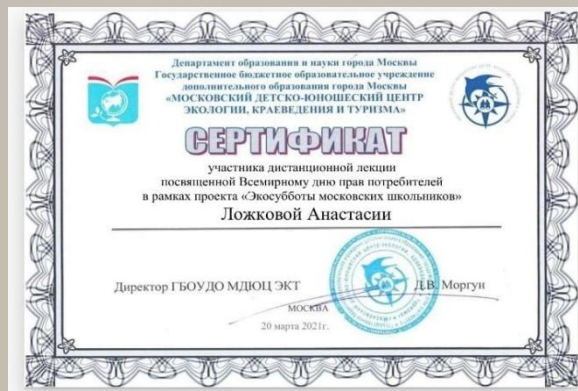 Департамент образования и науки города Москвы
Государственное бюджетное образовательное учреждение
дополнительного образования города Москвы
«МОСКОВСКИЙ ДЕТСКО-ЮНОШЕСКИЙ ЦЕНТР
ЭКОЛОГИИ, КРАЕВЕДЕНИЯ И ТУРИЗМА»
СЕРТИФИКАТ
участника дистанционной лекции
посвященной Всемирному дню прав потребителей
в рамках проекта «Экосубботы московских школьников»
Ложковой Анастасии
Директор ГБОУДО МДЮЦ ЭКТ Д.В. Моргун
МОСКВА
20 марта 2021г.